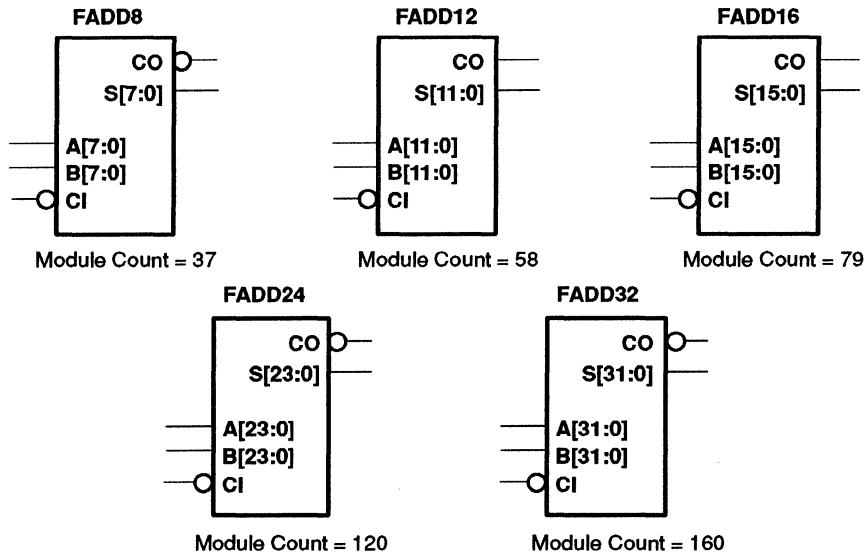 FADD8
CO
S[7:0]
A[7:0]
B[7:0]
CI
Module Count = 37
FADD12
CO
S[11:0]
A[11:0]
B[11:0]
CI
Module Count = 58
FADD16
CO
S[15:0]
A[15:0]
B[15:0]
CI
Module Count = 79
FADD24
CO
S[23:0]
A[23:0]
B[23:0]
CI
Module Count = 120
FADD32
CO
S[31:0]
A[31:0]
B[31:0]
CI
Module Count = 160